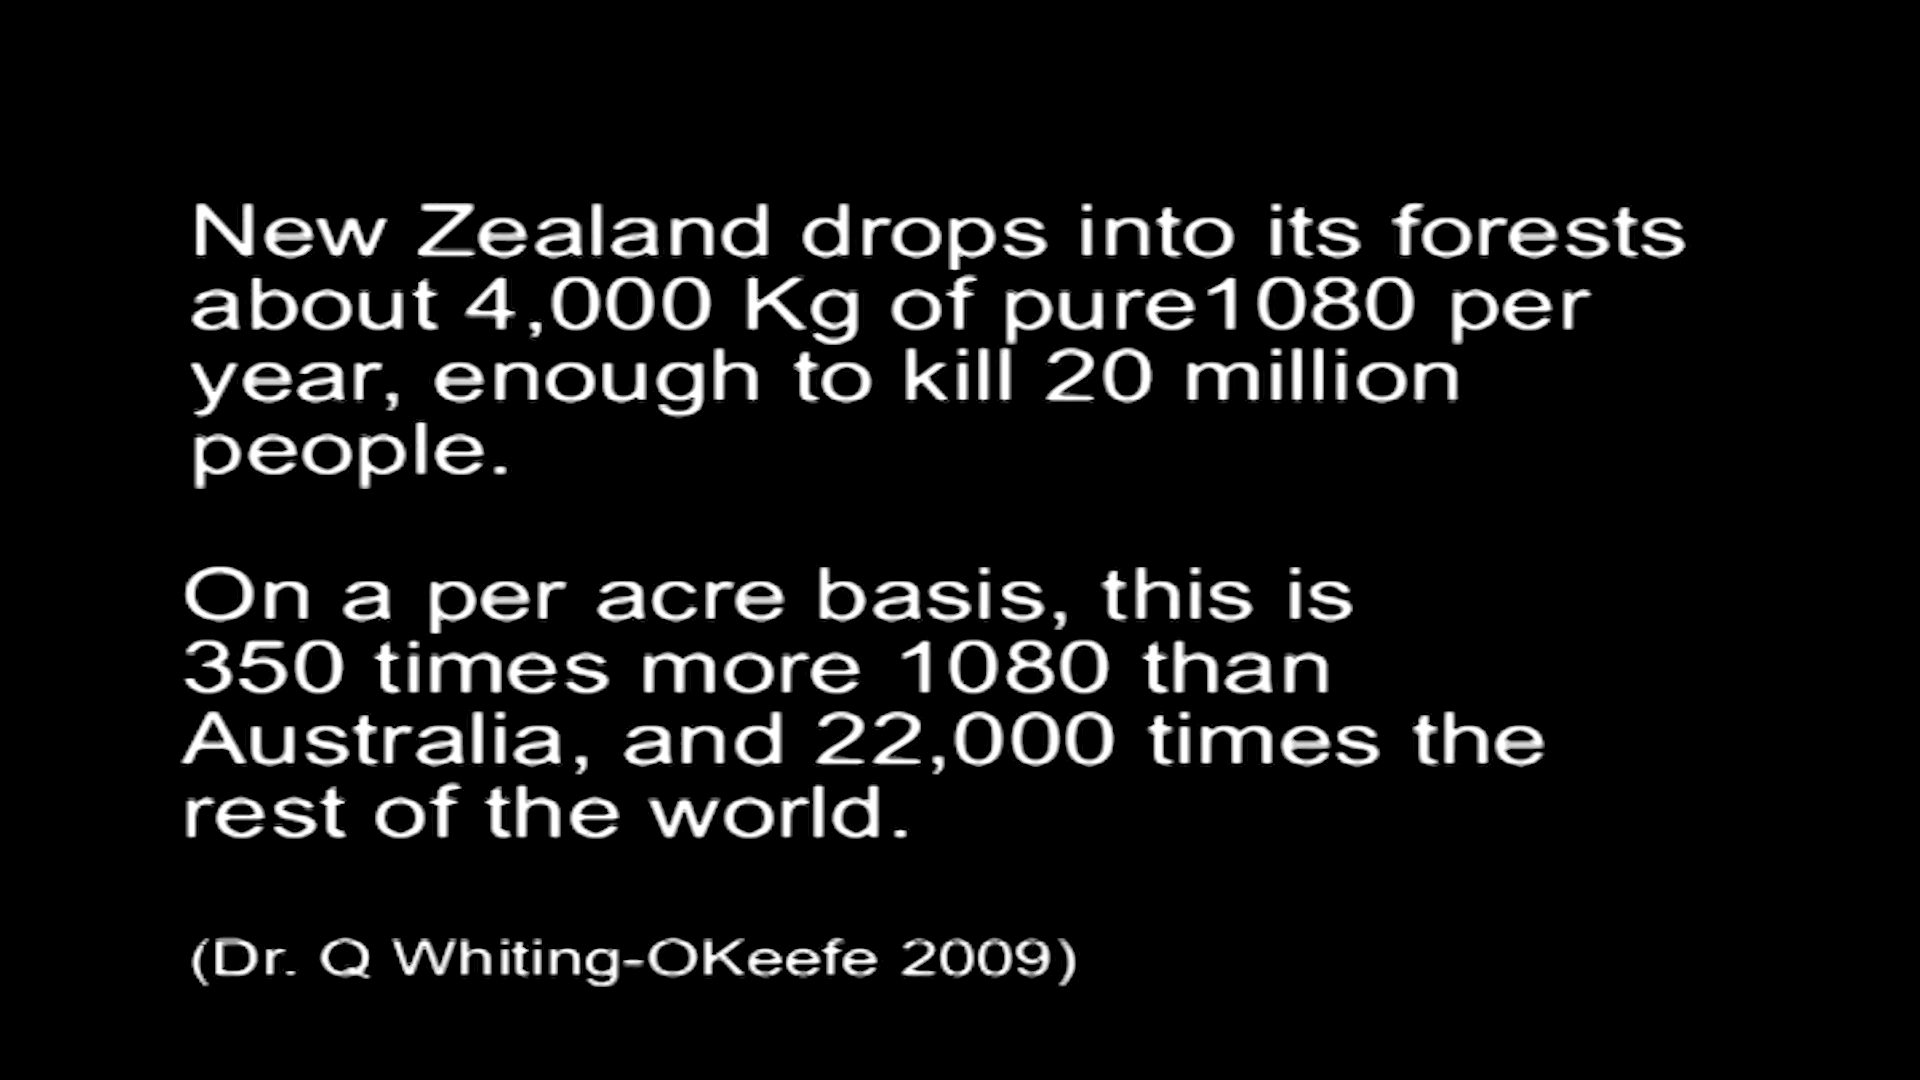 New Zealand drops into its forests
about 4,000 Kg of pure1080 per
year, enough to kill 20 million
people.
On a per acre basis, this is
350 times more 1080 than
Australia, and 22,000 times the
rest of the world.
(Dr. Q Whiting-OKeefe 2009)